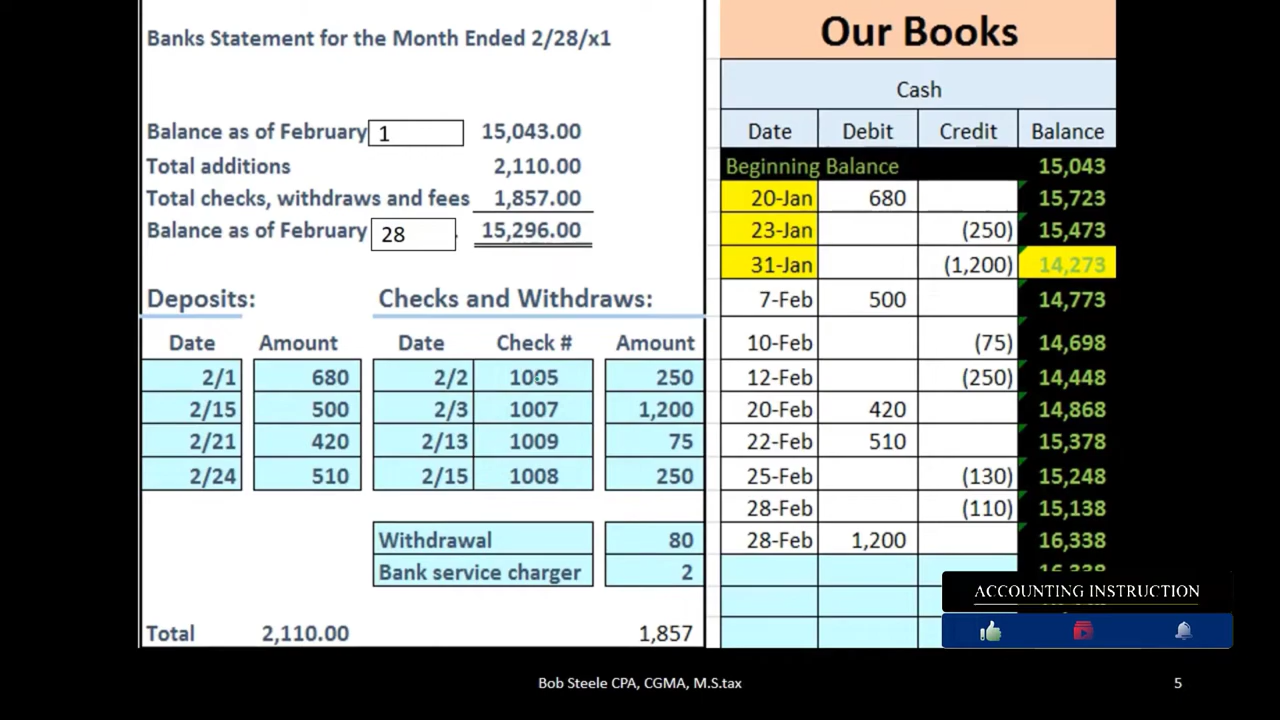 Banks Statement for the Month Ended 2/28/x1
Balance as of February 1 15,043.00
Total additions 2,110.00
Total checks, withdraws and fees 1,857.00
Balance as of February 28 . 15,296.00
Deposits: Checks and Withdraws:
Date Amount Date Check # Amount
2/1 680 2/2 1005 250
2/15 500 2/3 1007 1,200
2/21 420 2/13 1009 75
2/24 510 2/15 1008 250
Withdrawal 80
Bank service charger 2
Total 2,110.00 1,857
Our Books
Cash
Date Debit Credit Balance
Beginning Balance 15,043
20-Jan 680 15,723
23-Jan (250) 15,473
31-Jan (1,200) 14,273
7-Feb 500 14,773
10-Feb (75) 14,698
12-Feb (250) 14,448
20-Feb 420 14,868
22-Feb 510 15,378
25-Feb (130) 15,248
28-Feb (110) 15,138
28-Feb 1,200 16,338
16,338
ACCOUNTING INSTRUCTION
Bob Steele CPA, CGMA, M.S.tax
5